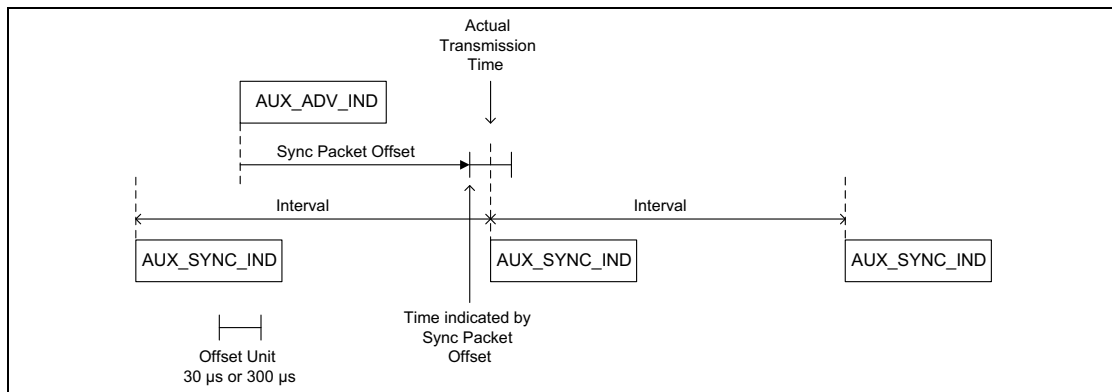 Actual
Transmission
Time
AUX_ADV_IND
Sync Packet Offset
Interval
Interval
AUX_SYNC_IND
AUX_SYNC_IND
AUX_SYNC_IND
Time indicated by
Sync Packet
Offset
Offset Unit
30 µs or 300 µs